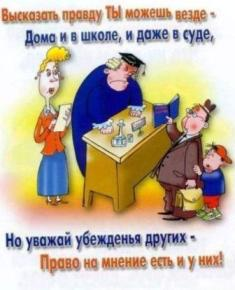 Высказать правду ТЫ можешь везде -
Дома и в школе, и даже в суде,
Но уважай убежденья других -
Право на мнение есть и у них!